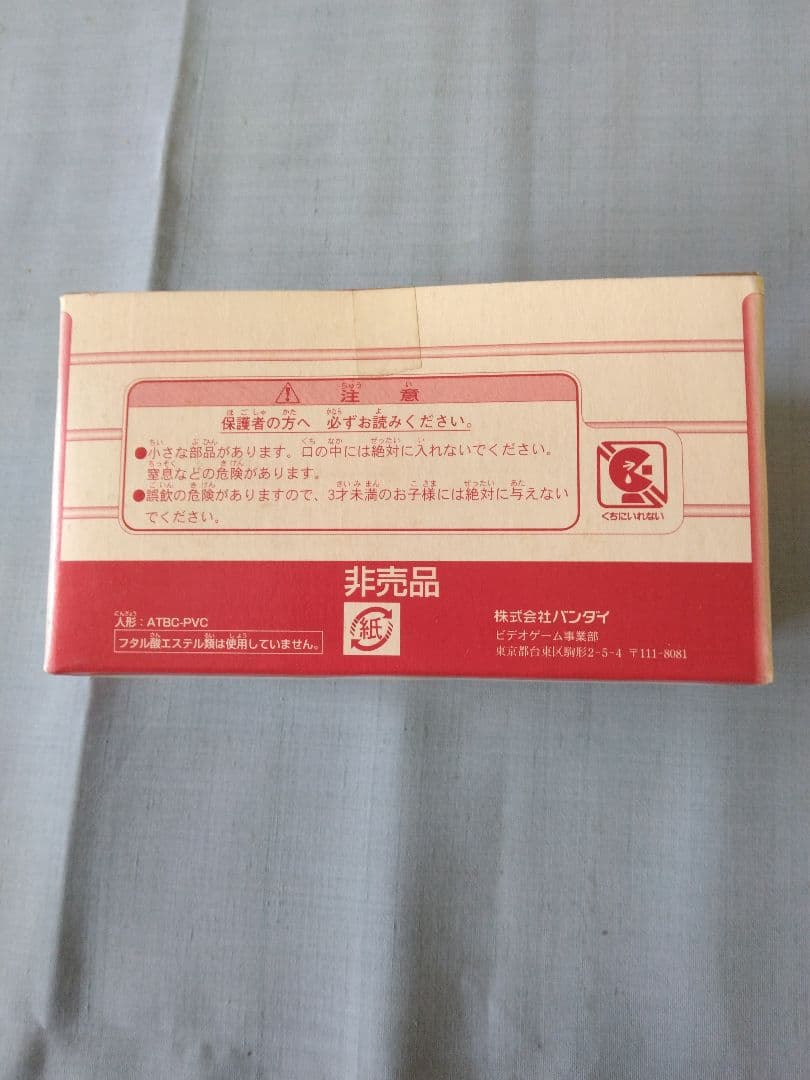 注意
保護者の方へ 必ずお読みください。
●小さな部品があります。口の中には絶対に入れないでください。
窒息などの危険があります。
●誤飲の危険がありますので、3才未満のお子様には絶対に与えない
でください。
くちにいれない
非売品
人形：ATBC-PVC
フタル酸エステル類は使用していません。
紙
株式会社バンダイ
ビデオゲーム事業部
東京都台東区駒形2-5-4 〒111-8081